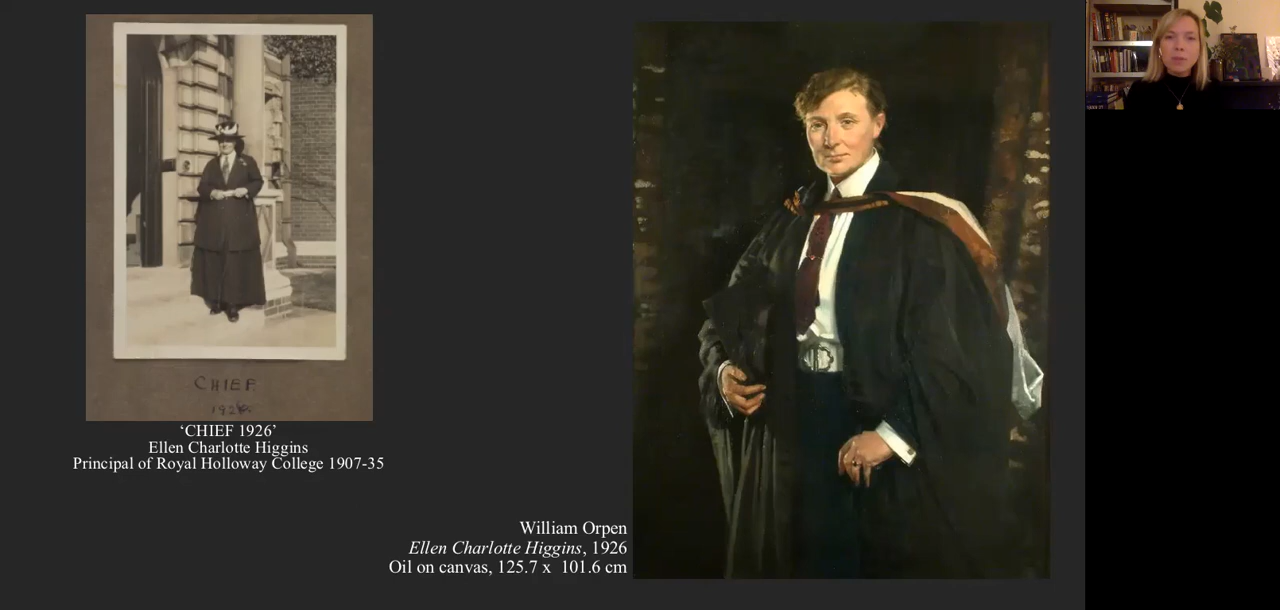 CHIEF
1926.
‘CHIEF 1926’
Ellen Charlotte Higgins
Principal of Royal Holloway College 1907-35
William Orpen
Ellen Charlotte Higgins, 1926
Oil on canvas, 125.7 x 101.6 cm